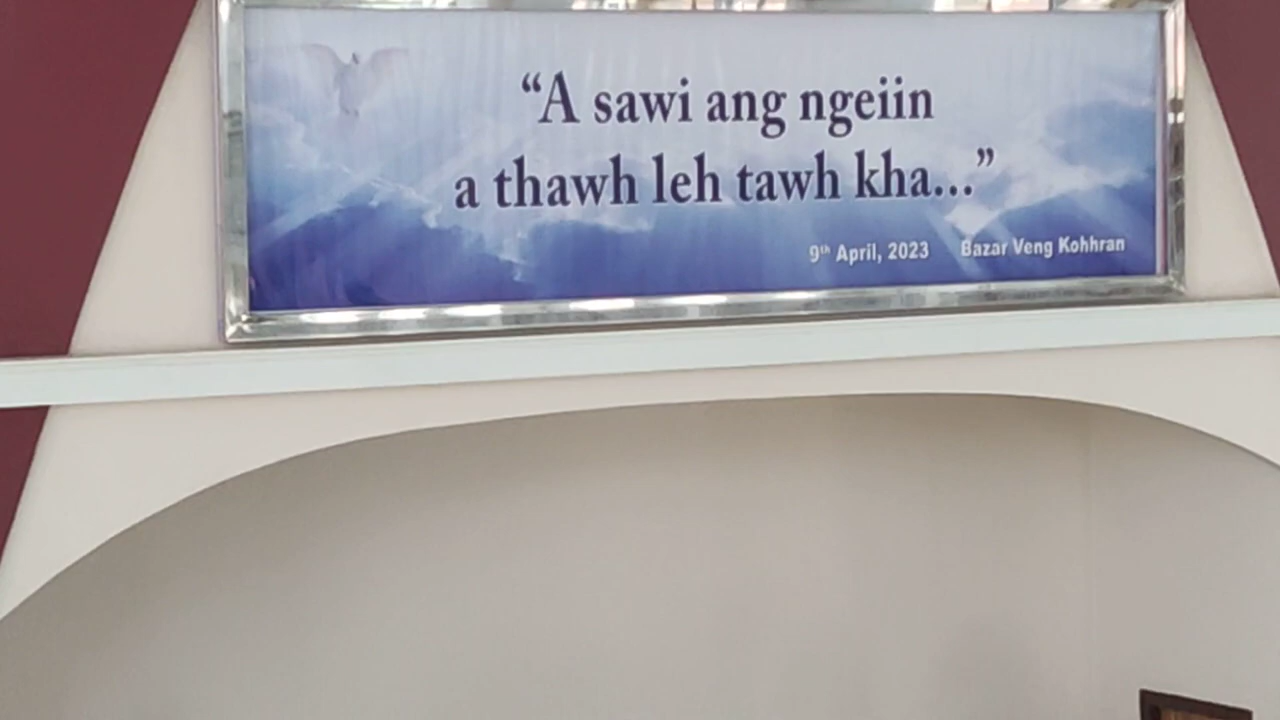 “A sawi ang ngeiin
a thawh leh tawh kha...”
9th April, 2023 Bazar Veng Kohhran